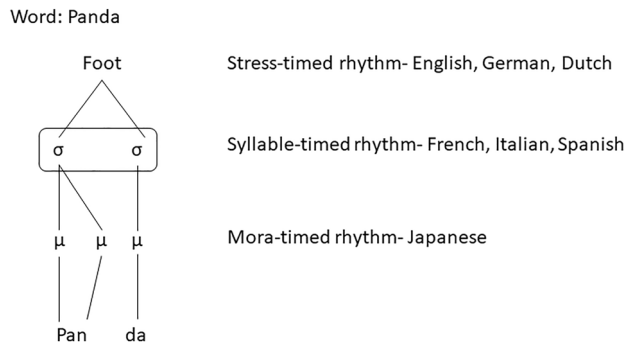 Word: Panda
Foot Stress-timed rhythm- English, German, Dutch
σ σ Syllable-timed rhythm- French, Italian, Spanish
μ μ μ Mora-timed rhythm- Japanese
Pan da